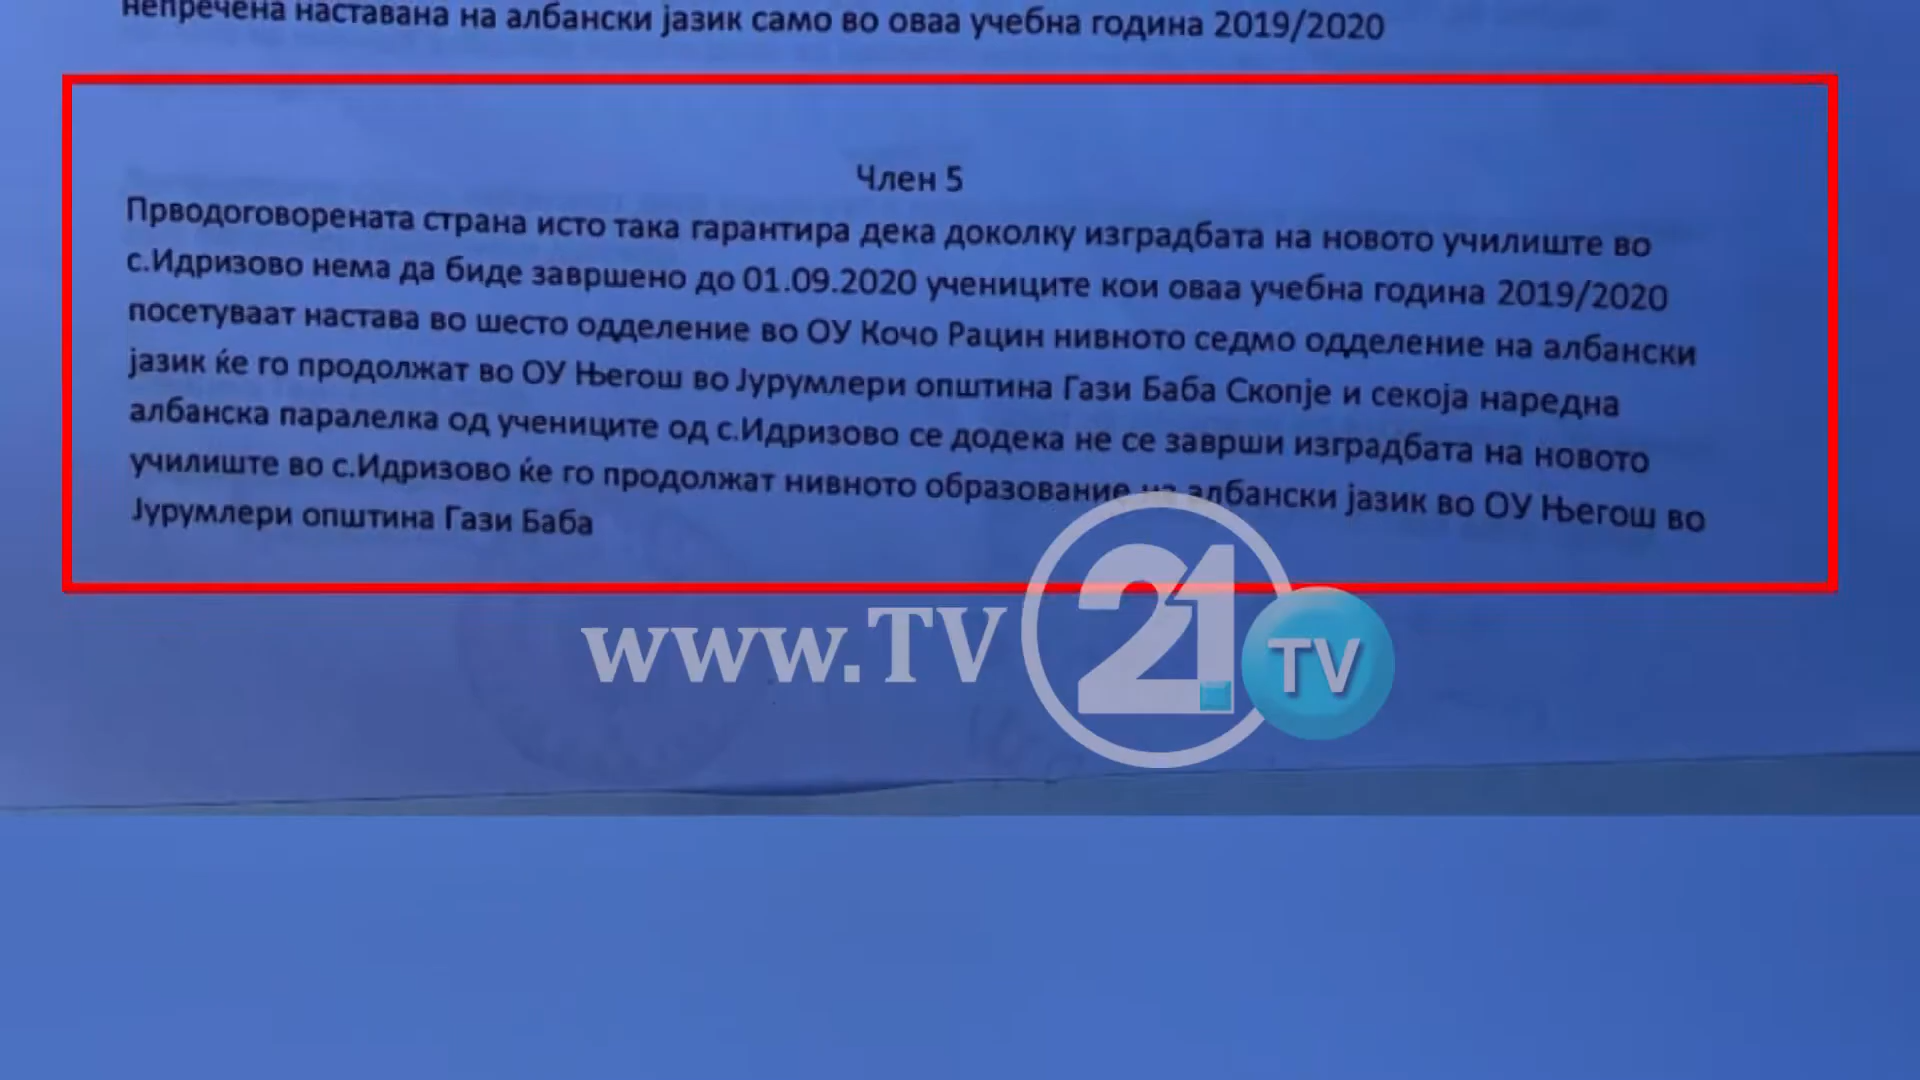 непречена наставана на албански јазик само во оваа учебна година 2019/2020
Член 5
Прводоговорената страна исто така гарантира дека доколку изградбата на новото училиште во
с.Идризово нема да биде завршено до 01.09.2020 учениците кои оваа учебна година 2019/2020
посетуваат настава во шесто одделение во ОУ Кочо Рацин нивното седмо одделение на албански
јазик ќе го продолжат во ОУ Његош во Јурумлери општина Гази Баба Скопје и секоја наредна
албанска паралелка од учениците од с.Идризово се додека не се заврши изградбата на новото
училиште во с.Идризово ќе го продолжат нивното образование на албански јазик во ОУ Његош во
Јурумлери општина Гази Баба
www.TV 21 TV